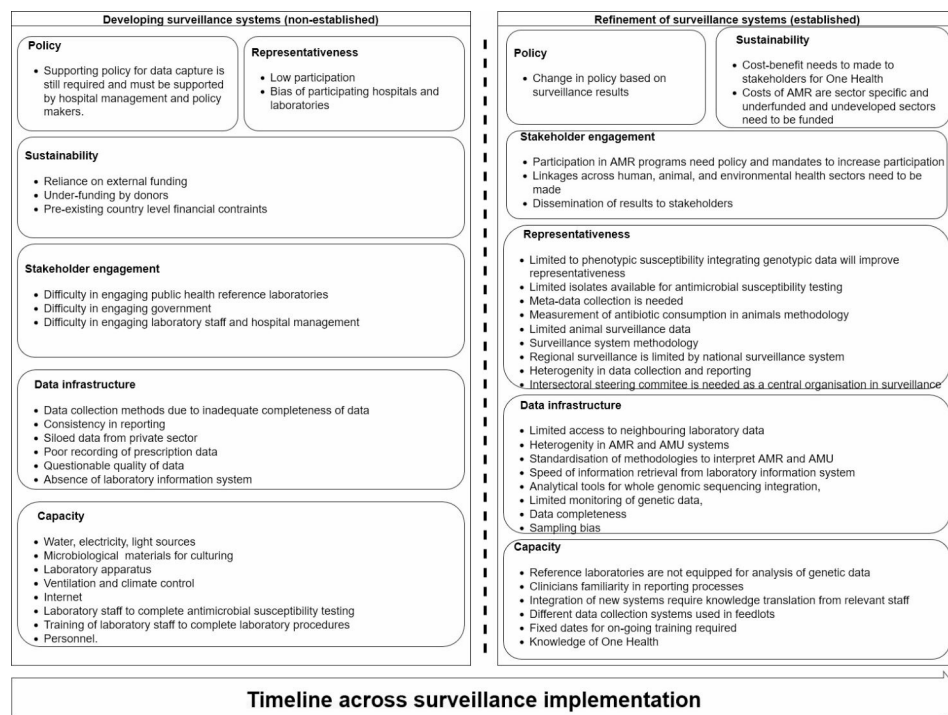 Developing surveillance systems (non-established)
Policy
• Supporting policy for data capture is
still required and must be supported
by hospital management and policy
makers.
Representativeness
• Low participation
• Bias of participating hospitals and
laboratories
Sustainability
• Reliance on external funding
• Under-funding by donors
• Pre-existing country level financial contraints
Stakeholder engagement
• Difficulty in engaging public health reference laboratories
• Difficulty in engaging government
• Difficulty in engaging laboratory staff and hospital management
Data infrastructure
• Data collection methods due to inadequate completeness of data
• Consistency in reporting
• Siloed data from private sector
• Poor recording of prescription data
• Questionable quality of data
• Absence of laboratory information system
Capacity
• Water, electricity, light sources
• Microbiological materials for culturing
• Laboratory apparatus
• Ventilation and climate control
• Internet
• Laboratory staff to complete antimicrobial susceptibility testing
• Training of laboratory staff to complete laboratory procedures
• Personnel.
Refinement of surveillance systems (established)
Policy
• Change in policy based on
surveillance results
Sustainability
• Cost-benefit needs to made to
stakeholders for One Health
• Costs of AMR are sector specific and
underfunded and undeveloped sectors
need to be funded
Stakeholder engagement
• Participation in AMR programs need policy and mandates to increase participation
• Linkages across human, animal, and environmental health sectors need to be
made
• Dissemination of results to stakeholders
Representativeness
• Limited to phenotypic susceptibility integrating genotypic data will improve
representativeness
• Limited isolates available for antimicrobial susceptibility testing
• Meta-data collection is needed
• Measurement of antibiotic consumption in animals methodology
• Limited animal surveillance data
• Surveillance system methodology
• Regional surveillance is limited by national surveillance system
• Heterogenity in data collection and reporting
• Intersectoral steering commitee is needed as a central organisation in surveillance
Data infrastructure
• Limited access to neighbouring laboratory data
• Heterogenity in AMR and AMU systems
• Standardisation of methodologies to interpret AMR and AMU
• Speed of information retrieval from laboratory information system
• Analytical tools for whole genomic sequencing integration,
• Limited monitoring of genetic data,
• Data completeness
• Sampling bias
Capacity
• Reference laboratories are not equipped for analysis of genetic data
• Clinicians familiarity in reporting processes
• Integration of new systems require knowledge translation from relevant staff
• Different data collection systems used in feedlots
• Fixed dates for on-going training required
• Knowledge of One Health
Timeline across surveillance implementation